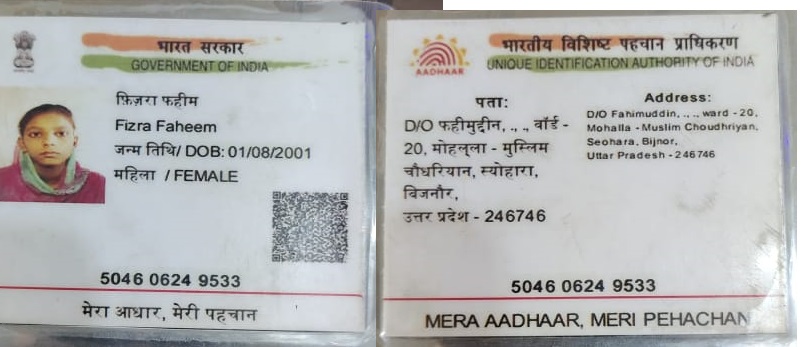 भारत सरकार
GOVERNMENT OF INDIA
फ़िज़रा फहीम
Fizra Faheem
जन्म तिथि/ DOB: 01/08/2001
महिला / FEMALE
5046 0624 9533
मेरा आधार, मेरी पहचान
भारतीय विशिष्ट पहचान प्राधिकरण
UNIQUE IDENTIFICATION AUTHORITY OF INDIA
AADHAAR
पता:
D/O फहीमुद्दीन, ., ., वॉर्ड -
20, मोहल्ला - मुस्लिम
चौधरियान, स्योहारा,
बिजनौर,
उत्तर प्रदेश - 246746
Address:
D/O Fahimuddin, ., ., ward - 20,
Mohalla - Muslim Choudhriyan,
Seohara, Bijnor,
Uttar Pradesh - 246746
5046 0624 9533
MERA AADHAAR, MERI PEHACHAN